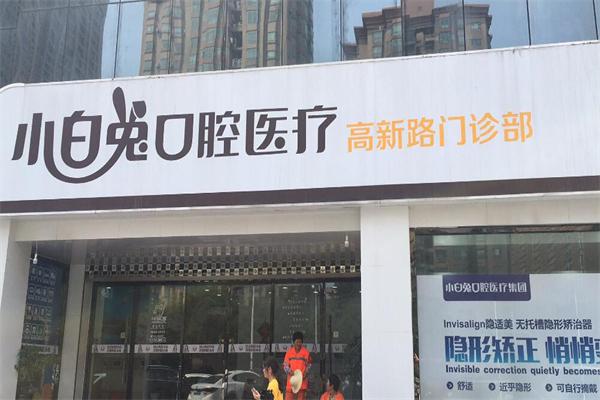 小白兔口腔医疗 高新路门诊部
小白兔口腔医疗集团
Invisalign隐适美 无托槽隐形矫治器
隐形矫正 悄悄
Invisible correction quietly becomes
✓ 舒适 ✓ 近乎隐形 ✓ 可自行摘戴